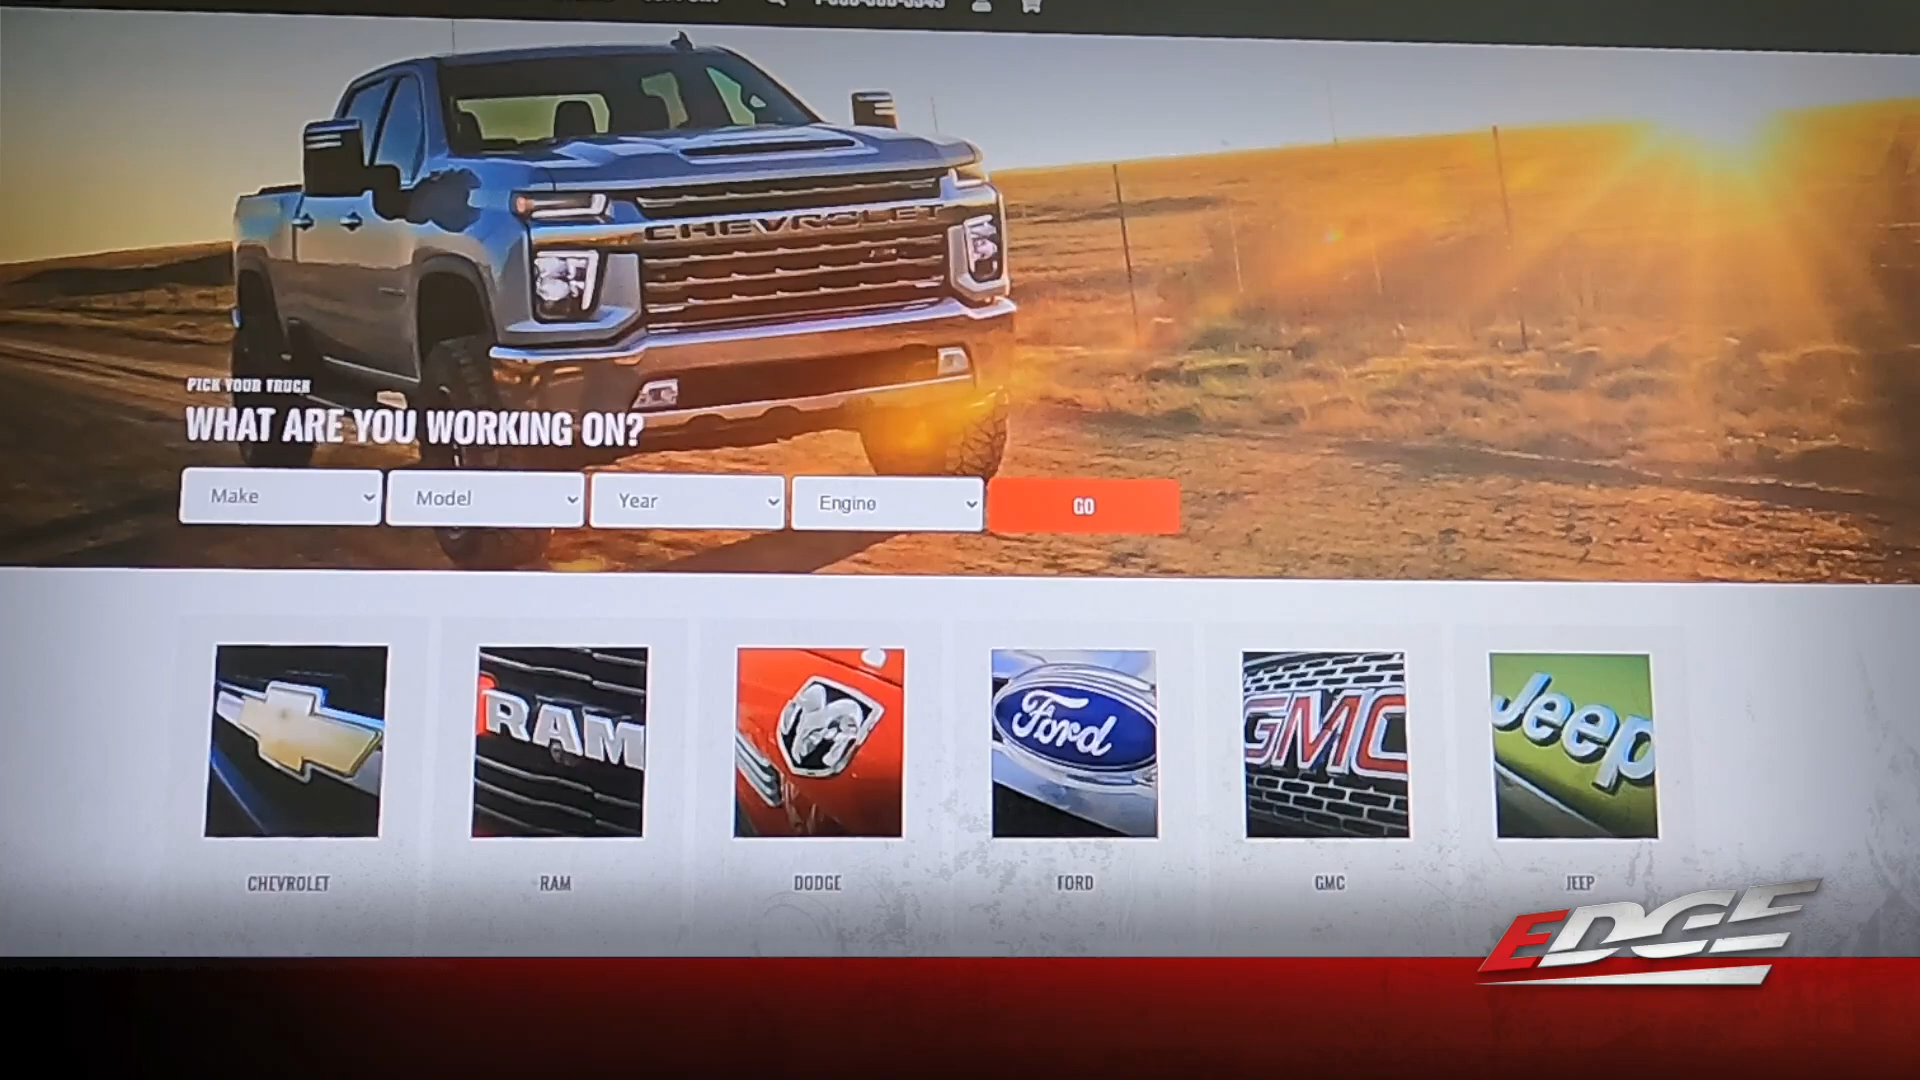 CHEVROLET
PICK YOUR TRUCK
WHAT ARE YOU WORKING ON?
Make Model Year Engine GO
RAM Ford GMC Jeep
CHEVROLET RAM DODGE FORD GMC JEEP
EDGE